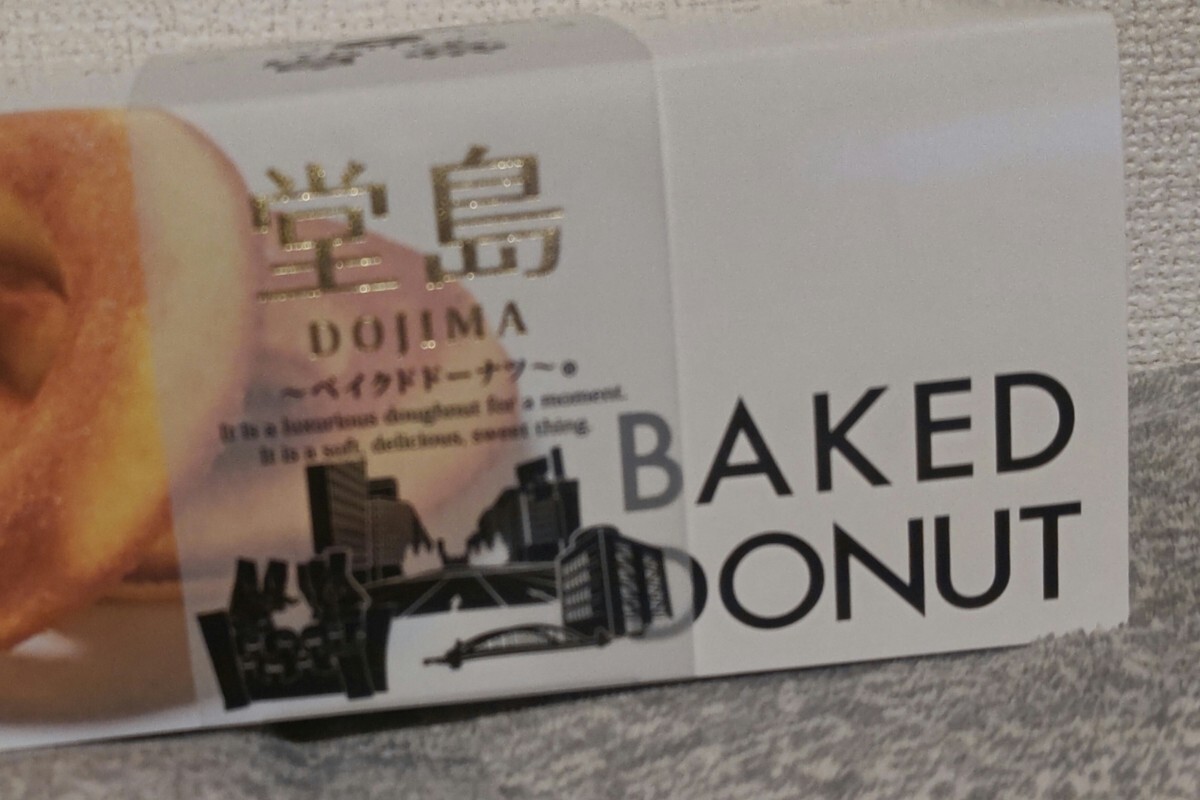 堂島
DOJIMA
〜ベイクドドーナツ〜。
It is a luxurious doughnut for a moment.
It is a soft, delicious, sweet thing.
BAKED
DONUT